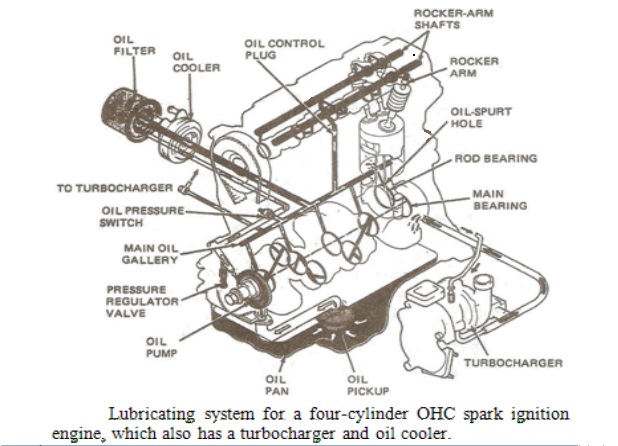 ROCKER-ARM
SHAFTS
OIL
FILTER
OIL
COOLER
OIL CONTROL
PLUG
ROCKER
ARM
OIL-SPURT
HOLE
ROD BEARING
TO TURBOCHARGER
MAIN
BEARING
OIL PRESSURE
SWITCH
MAIN OIL
GALLERY
PRESSURE
REGULATOR
VALVE
OIL
PUMP
TURBOCHARGER
OIL
PAN
OIL
PICKUP
Lubricating system for a four-cylinder OHC spark ignition
engine, which also has a turbocharger and oil cooler.